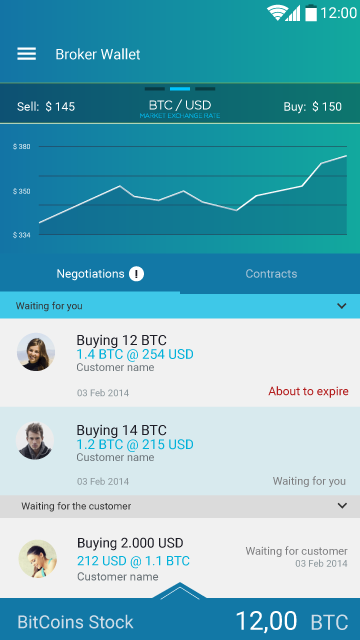 12:00
Broker Wallet
Sell: $ 145
BTC / USD
MARKET EXCHANGE RATE
Buy: $ 150
$ 380
$ 350
$ 334
Negotiations !
Contracts
Waiting for you
Buying 12 BTC
1.4 BTC @ 254 USD
Customer name
03 Feb 2014
About to expire
Buying 14 BTC
1.2 BTC @ 215 USD
Customer name
03 Feb 2014
Waiting for you
Waiting for the customer
Buying 2.000 USD
212 USD @ 1.1 BTC
Customer name
Waiting for customer
03 Feb 2014
BitCoins Stock
12,00 BTC